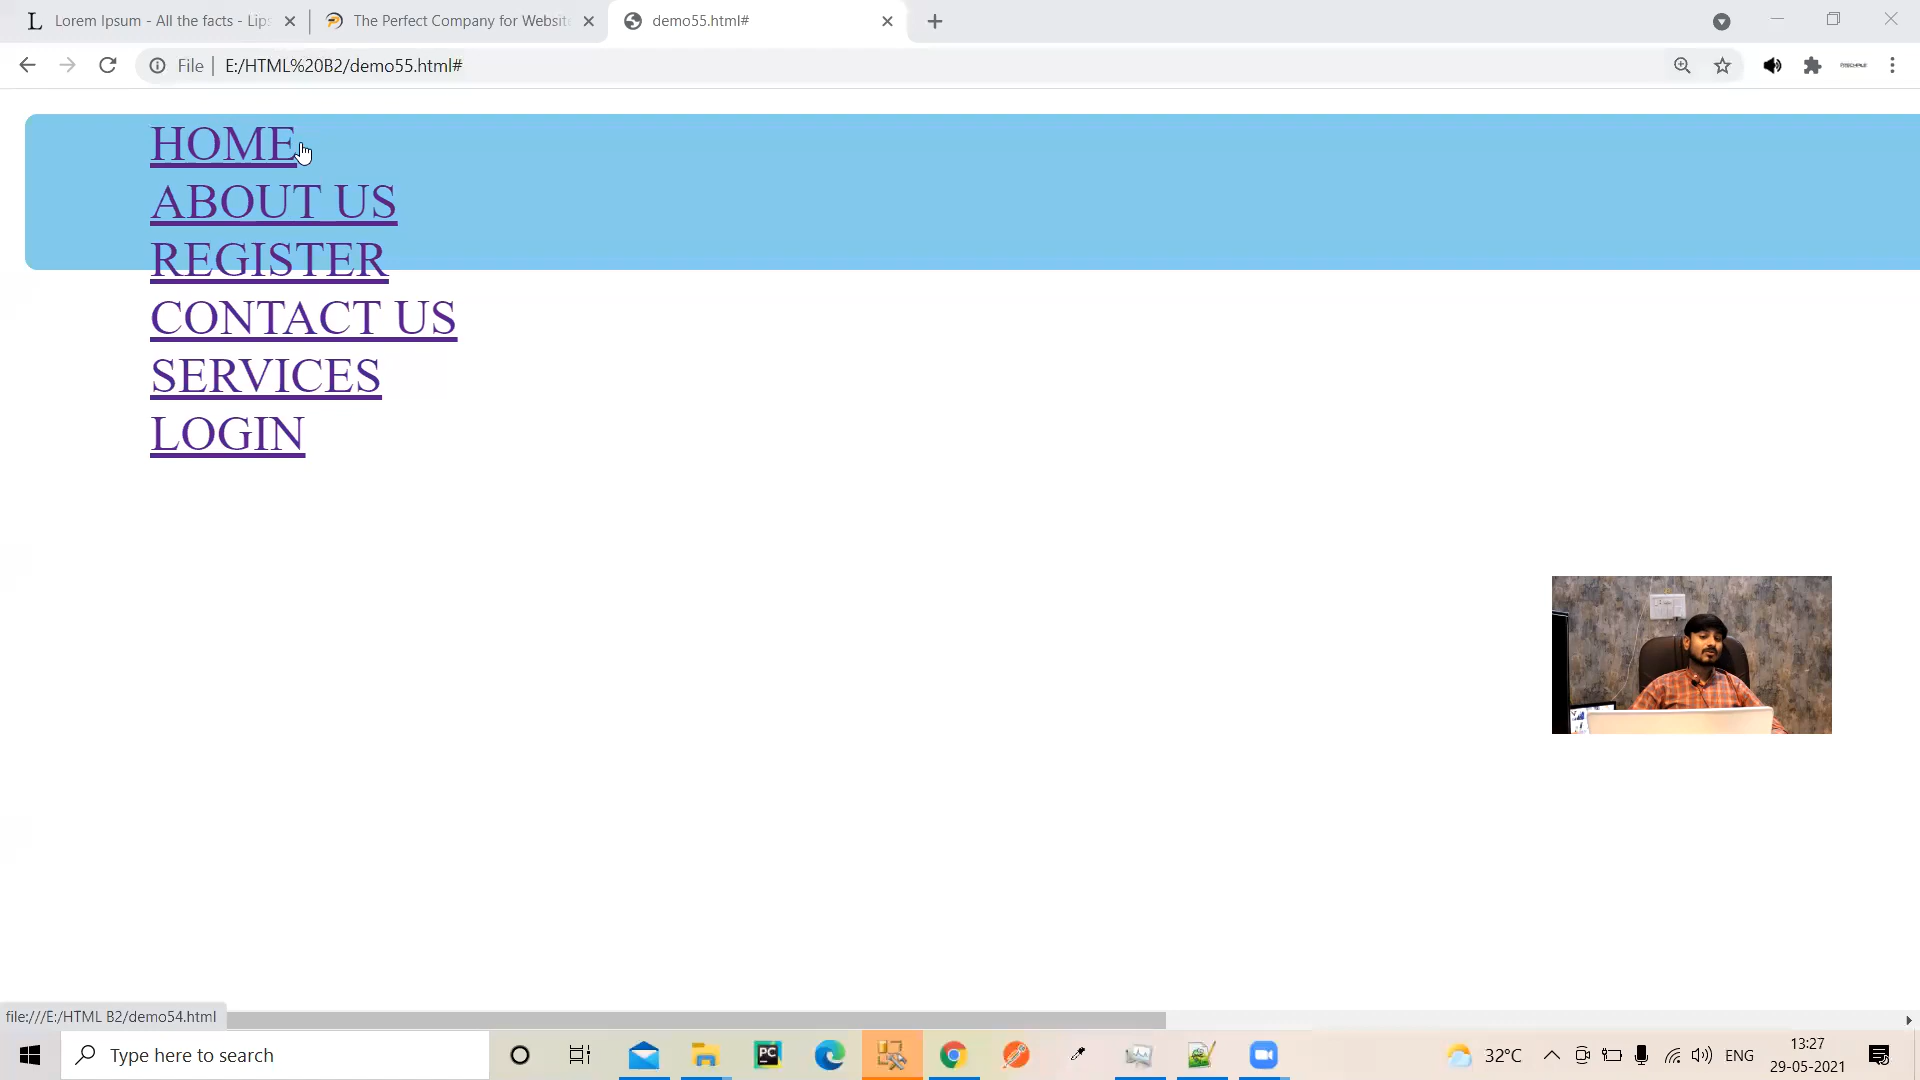 Lorem Ipsum - All the facts - Lips
The Perfect Company for Websit
demo55.html#
File
E:/HTML%20B2/demo55.html#
HOME
ABOUT US
REGISTER
CONTACT US
SERVICES
LOGIN
file:///E:/HTML B2/demo54.html
Type here to search
PC
32°C
ENG
13:27
29-05-2021